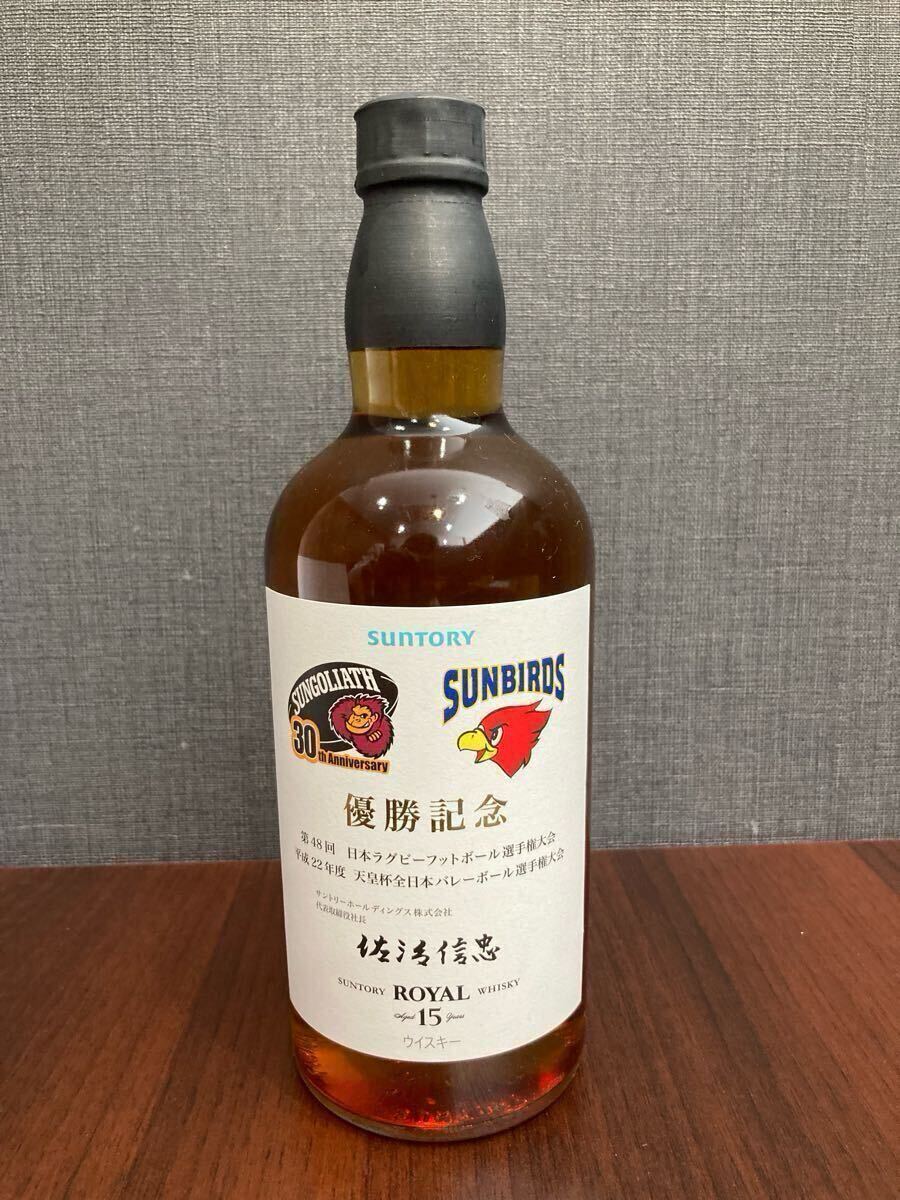 SUNTORY
SUNGOLIATH
30th Anniversary
SUNBIRDS
優勝記念
第48回 日本ラグビーフットボール選手権大会
平成22年度 天皇杯全日本バレーボール選手権大会
サントリーホールディングス株式会社
代表取締役社長
佐治信忠
SUNTORY ROYAL WHISKY
Aged 15 Years
ウイスキー